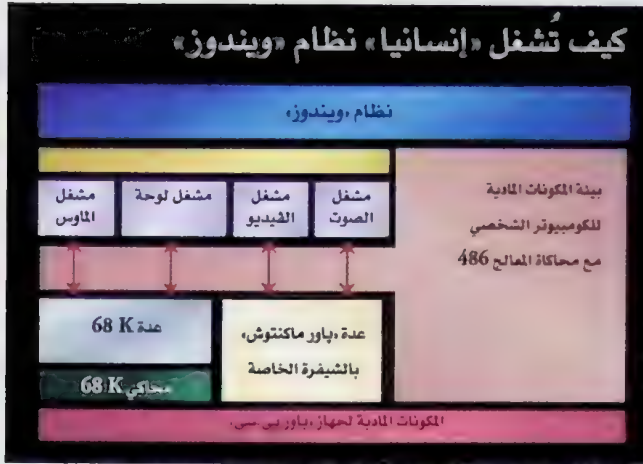 كيف تُشغل «إنسانيا» نظام «ويندوز»
نظام «ويندوز»
مشغل الصوت
مشغل الڤيديو
مشغل لوحة
مشغل الماوس
بيئة المكونات المادية
للكومبيوتر الشخصي
مع محاكاة المعالج 486
عدة «باور ماكنتوش»
بالشيفرة الخاصة
عدة 68 K
محاكي 68 K
المكونات المادية لجهاز «باور بي سي»